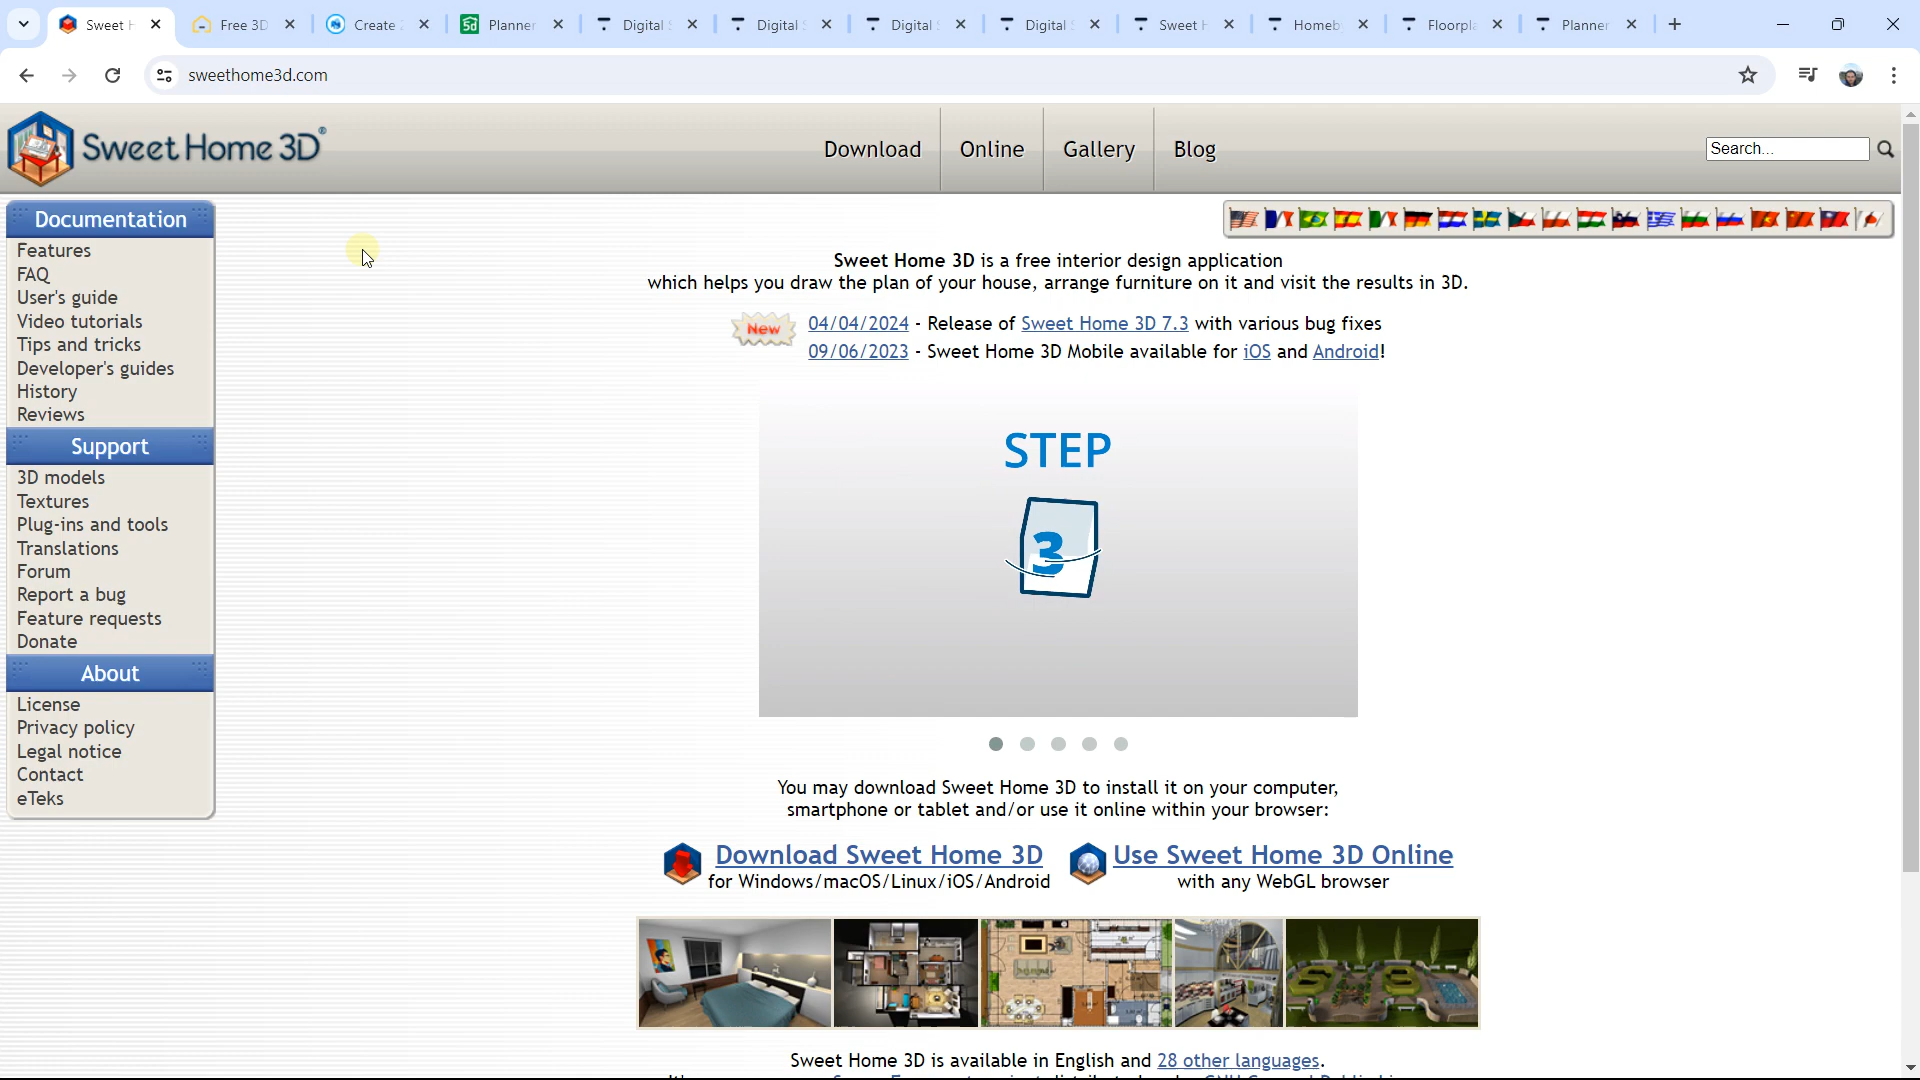 Sweet H
Free 3D
Create
Planner
Digital
Digital
Digital
Digital
Sweet H
Homeb
Floorpla
Planner
sweethome3d.com
Sweet Home 3D®
Download
Online
Gallery
Blog
Search...
Documentation
Features
FAQ
User's guide
Video tutorials
Tips and tricks
Developer's guides
History
Reviews
Support
3D models
Textures
Plug-ins and tools
Translations
Forum
Report a bug
Feature requests
Donate
About
License
Privacy policy
Legal notice
Contact
eTeks
Sweet Home 3D is a free interior design application
which helps you draw the plan of your house, arrange furniture on it and visit the results in 3D.
New
04/04/2024 - Release of Sweet Home 3D 7.3 with various bug fixes
09/06/2023 - Sweet Home 3D Mobile available for iOS and Android!
STEP
3
You may download Sweet Home 3D to install it on your computer,
smartphone or tablet and/or use it online within your browser:
Download Sweet Home 3D
for Windows/macOS/Linux/iOS/Android
Use Sweet Home 3D Online
with any WebGL browser
Sweet Home 3D is available in English and 28 other languages.